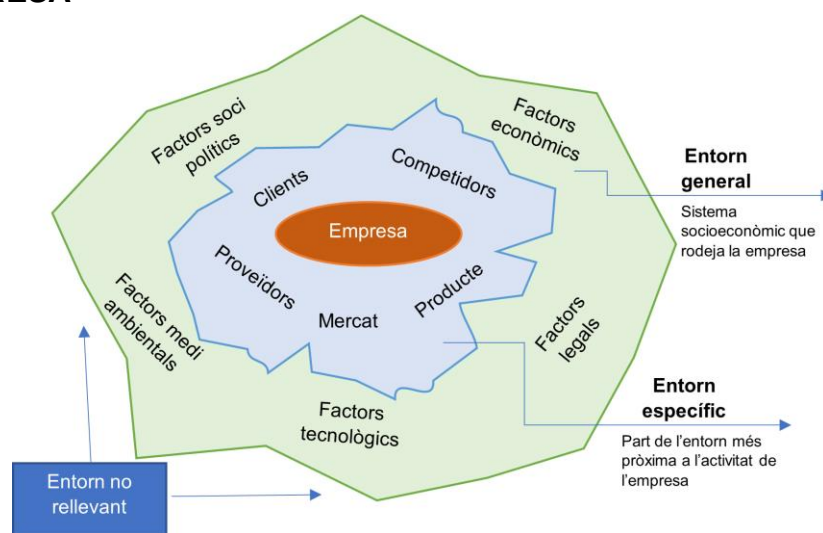 Factors soci
polítics
Factors
econòmics
Clients
Competidors
Empresa
Proveïdors
Mercat
Producte
Factors medi
ambientals
Factors
legals
Factors
tecnològics
Entorn
general
Sistema
socioeconòmic que
rodeja la empresa
Entorn
específic
Part de l'entorn més
pròxima a l'activitat de
l'empresa
Entorn no
rellevant